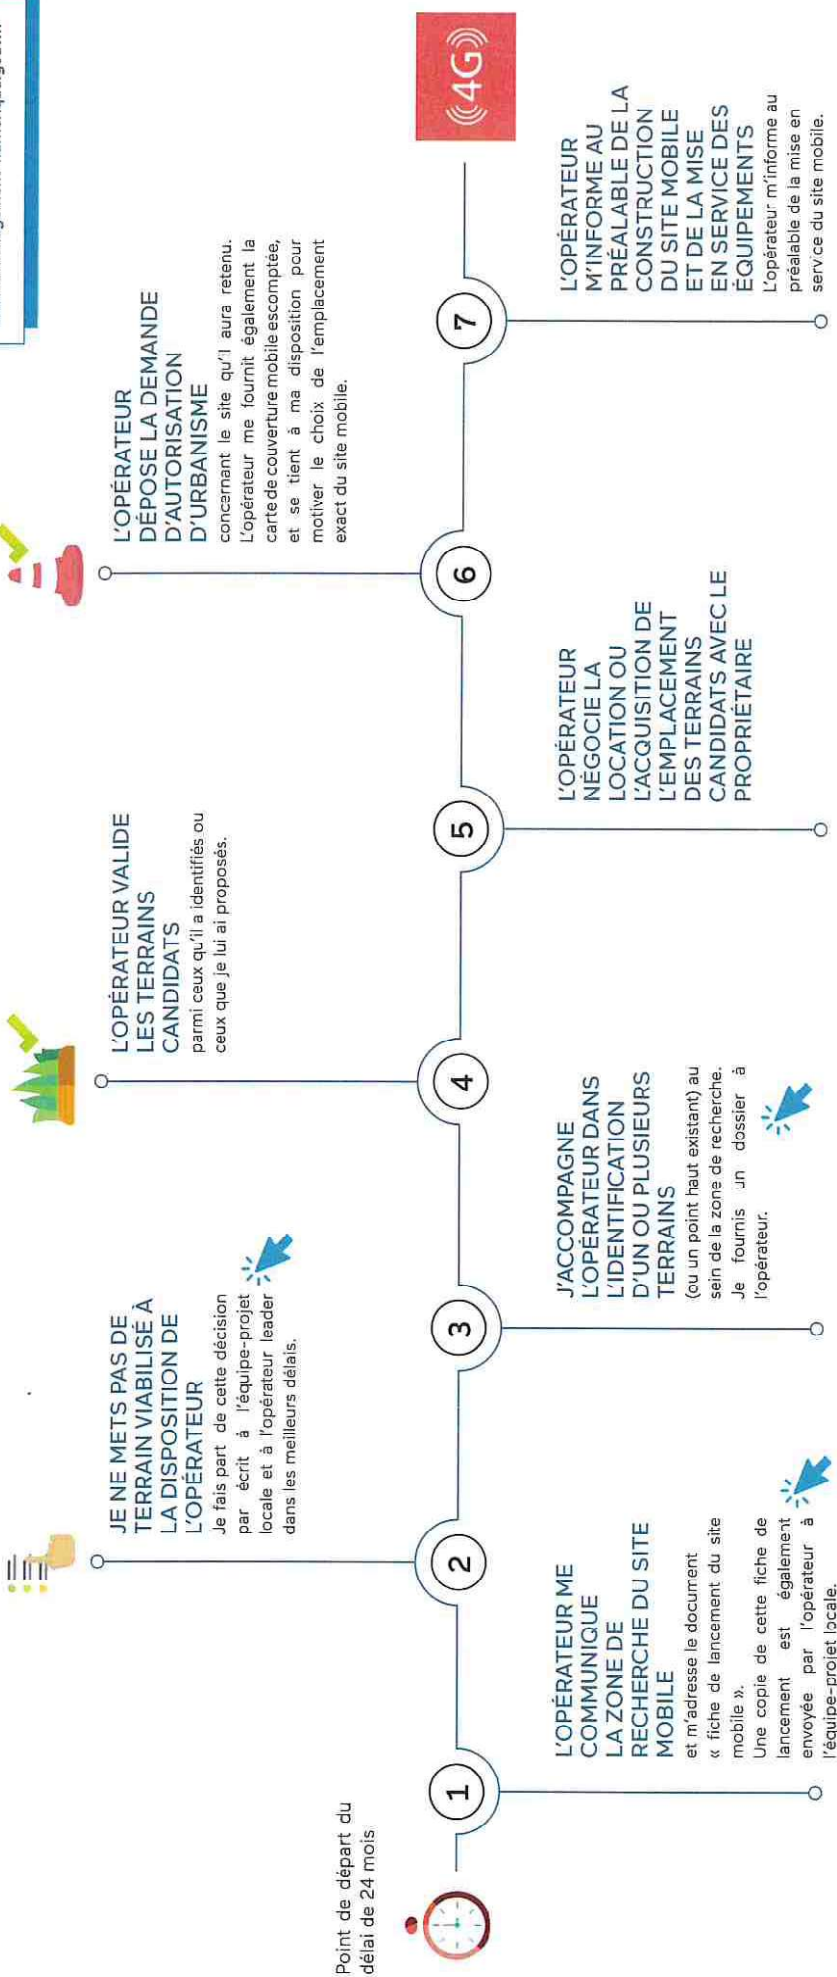 Point de départ du
délai de 24 mois
1
L'OPÉRATEUR ME
COMMUNIQUE
LA ZONE DE
RECHERCHE DU SITE
MOBILE
et m'adresse le document
« fiche de lancement du site
mobile ».
Une copie de cette fiche de
lancement est également
envoyée par l'opérateur à
l'équipe-projet locale.
2
JE NE METS PAS DE
TERRAIN VIABILISÉ À
LA DISPOSITION DE
L'OPÉRATEUR
Je fais part de cette décision
par écrit à l'équipe-projet
locale et à l'opérateur leader
dans les meilleurs délais.
3
J'ACCOMPAGNE
L'OPÉRATEUR DANS
L'IDENTIFICATION
D'UN OU PLUSIEURS
TERRAINS
(ou un point haut existant) au
sein de la zone de recherche.
Je fournis un dossier à
l'opérateur.
4
L'OPÉRATEUR VALIDE
LES TERRAINS
CANDIDATS
parmi ceux qu'il a identifiés ou
ceux que je lui ai proposés.
5
L'OPÉRATEUR
NÉGOCIE LA
LOCATION OU
L'ACQUISITION DE
L'EMPLACEMENT
DES TERRAINS
CANDIDATS AVEC LE
PROPRIÉTAIRE
6
L'OPÉRATEUR
DÉPOSE LA DEMANDE
D'AUTORISATION
D'URBANISME
concernant le site qu'il aura retenu.
L'opérateur me fournit également la
carte de couverture mobile escomptée,
et se tient à ma disposition pour
motiver le choix de l'emplacement
exact du site mobile.
7
L'OPÉRATEUR
M'INFORME AU
PRÉALABLE DE LA
CONSTRUCTION
DU SITE MOBILE
ET DE LA MISE
EN SERVICE DES
ÉQUIPEMENTS
L'opérateur m'informe au
préalable de la mise en
service du site mobile.
4G